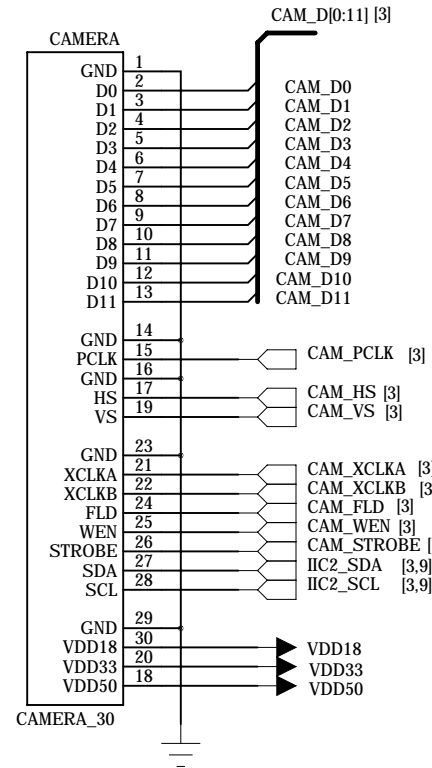 CAM_D[0:11] [3]
CAMERA
GND 1
D0 2 CAM_D0
D1 3 CAM_D1
D2 4 CAM_D2
D3 5 CAM_D3
D4 6 CAM_D4
D5 7 CAM_D5
D6 8 CAM_D6
D7 9 CAM_D7
D8 10 CAM_D8
D9 11 CAM_D9
D10 12 CAM_D10
D11 13 CAM_D11
GND 14
PCLK 15 CAM_PCLK [3]
GND 16
HS 17 CAM_HS [3]
VS 19 CAM_VS [3]
GND 23
XCLKA 21 CAM_XCLKA [3]
XCLKB 22 CAM_XCLKB [3
FLD 24 CAM_FLD [3]
WEN 25 CAM_WEN [3]
STROBE 26 CAM_STROBE [
SDA 27 IIC2_SDA [3,9]
SCL 28 IIC2_SCL [3,9]
GND 29
VDD18 30 VDD18
VDD33 20 VDD33
VDD50 18 VDD50
CAMERA_30